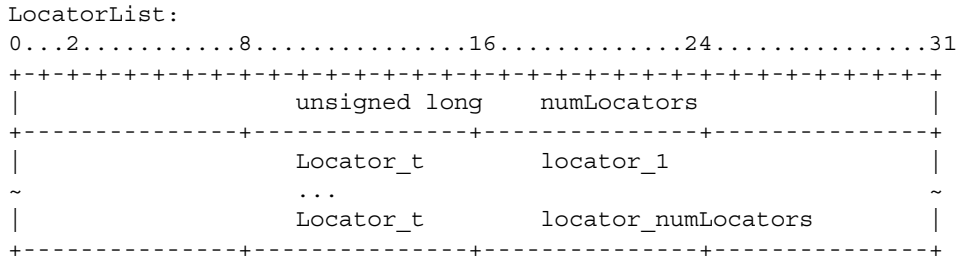 LocatorList:
0...2...........8...............16.............24...............31
+-+-+-+-+-+-+-+-+-+-+-+-+-+-+-+-+-+-+-+-+-+-+-+-+-+-+-+-+-+-+-+-+
|                   unsigned long    numLocators                |
+---------------+---------------+---------------+---------------+
|                   Locator_t        locator_1                  |
~                   ...                                         ~
|                   Locator_t        locator_numLocators        |
+---------------+---------------+---------------+---------------+